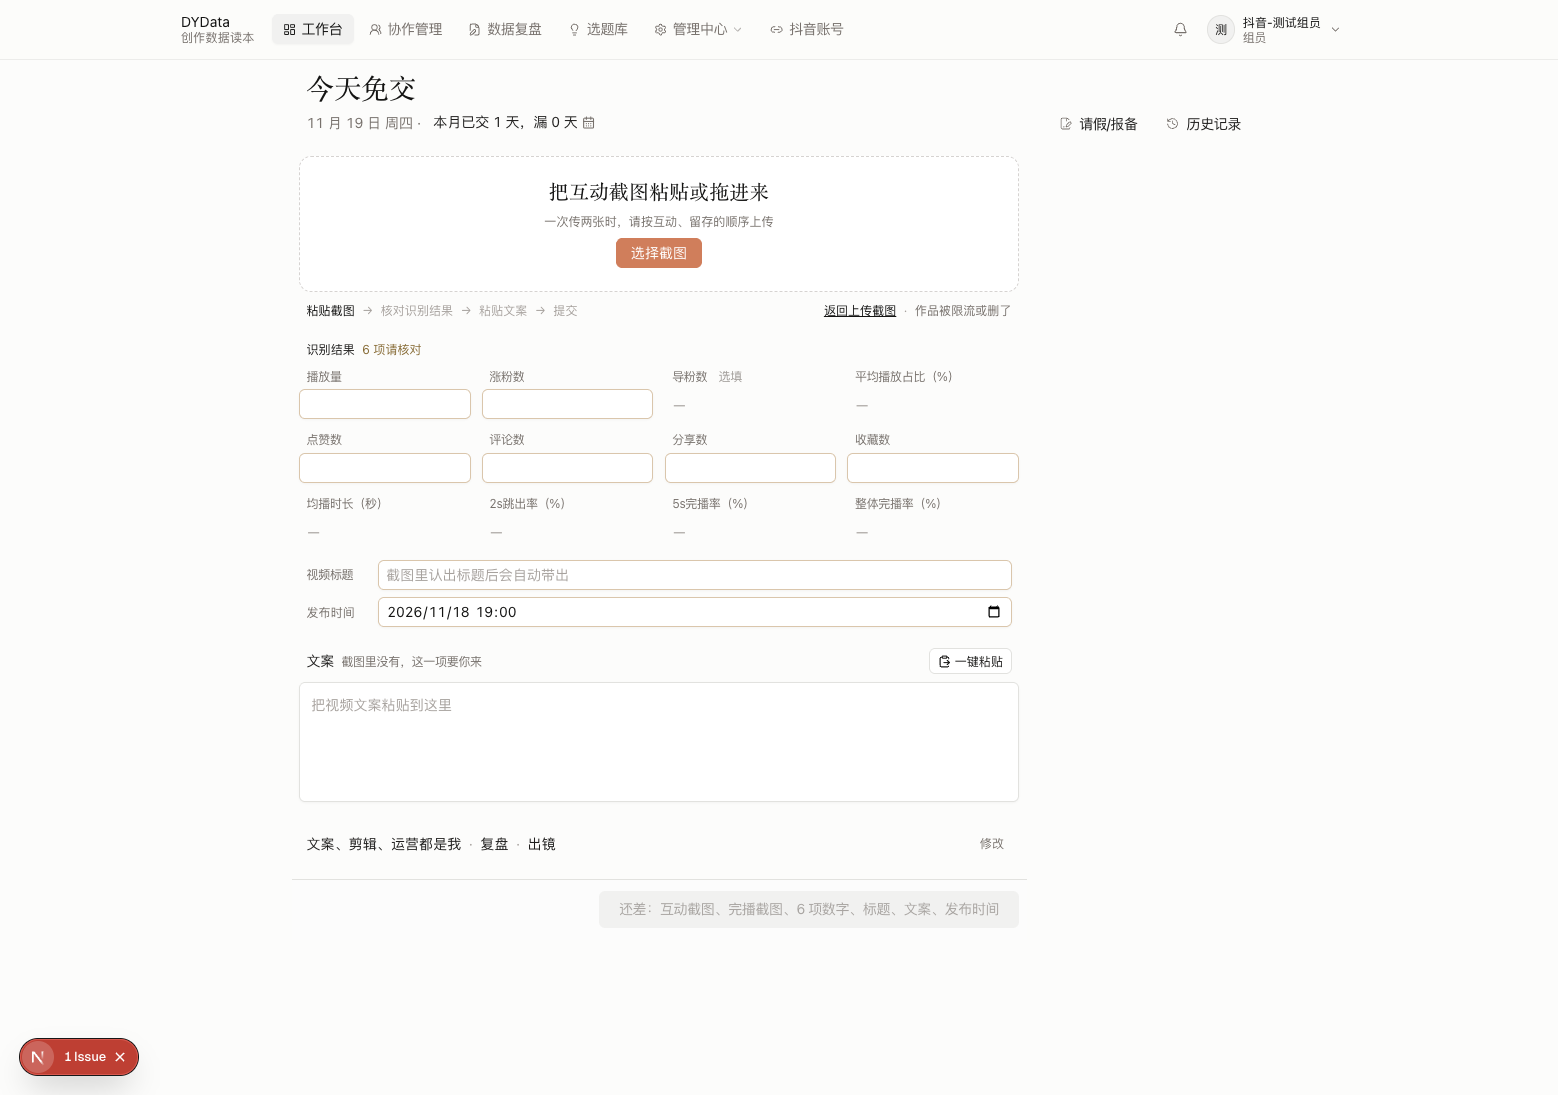 DYData
创作数据读本
工作台
协作管理
数据复盘
选题库
管理中心
抖音账号
测
抖音-测试组员
组员
今天免交
11 月 19 日 周四 · 本月已交 1 天，漏 0 天
请假/报备
历史记录
把互动截图粘贴或拖进来
一次传两张时，请按互动、留存的顺序上传
选择截图
粘贴截图 → 核对识别结果 → 粘贴文案 → 提交
返回上传截图 · 作品被限流或删了
识别结果 6 项请核对
播放量
涨粉数
导粉数 选填
平均播放占比（%）
—
—
点赞数
评论数
分享数
收藏数
均播时长（秒）
2s跳出率（%）
5s完播率（%）
整体完播率（%）
—
—
—
—
视频标题
截图里认出标题后会自动带出
发布时间
2026/11/18 19:00
文案 截图里没有，这一项要你来
一键粘贴
把视频文案粘贴到这里
文案、剪辑、运营都是我 · 复盘 · 出镜
修改
还差：互动截图、完播截图、6 项数字、标题、文案、发布时间
1 Issue